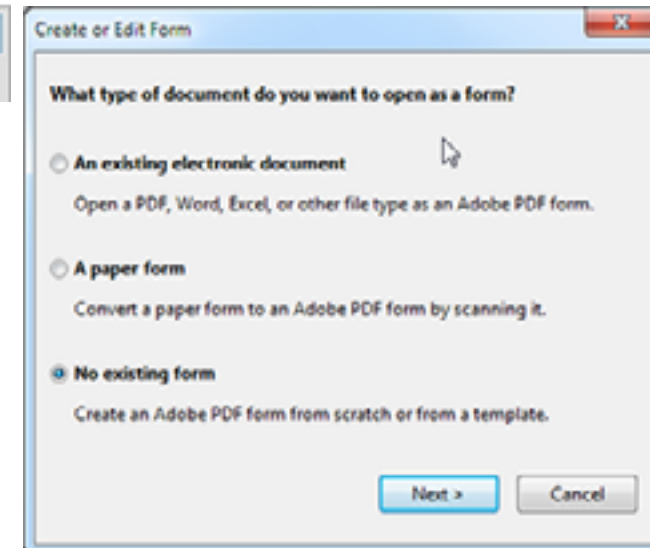 Create or Edit Form
What type of document do you want to open as a form?
An existing electronic document
Open a PDF, Word, Excel, or other file type as an Adobe PDF form.
A paper form
Convert a paper form to an Adobe PDF form by scanning it.
No existing form
Create an Adobe PDF form from scratch or from a template.
Next >
Cancel